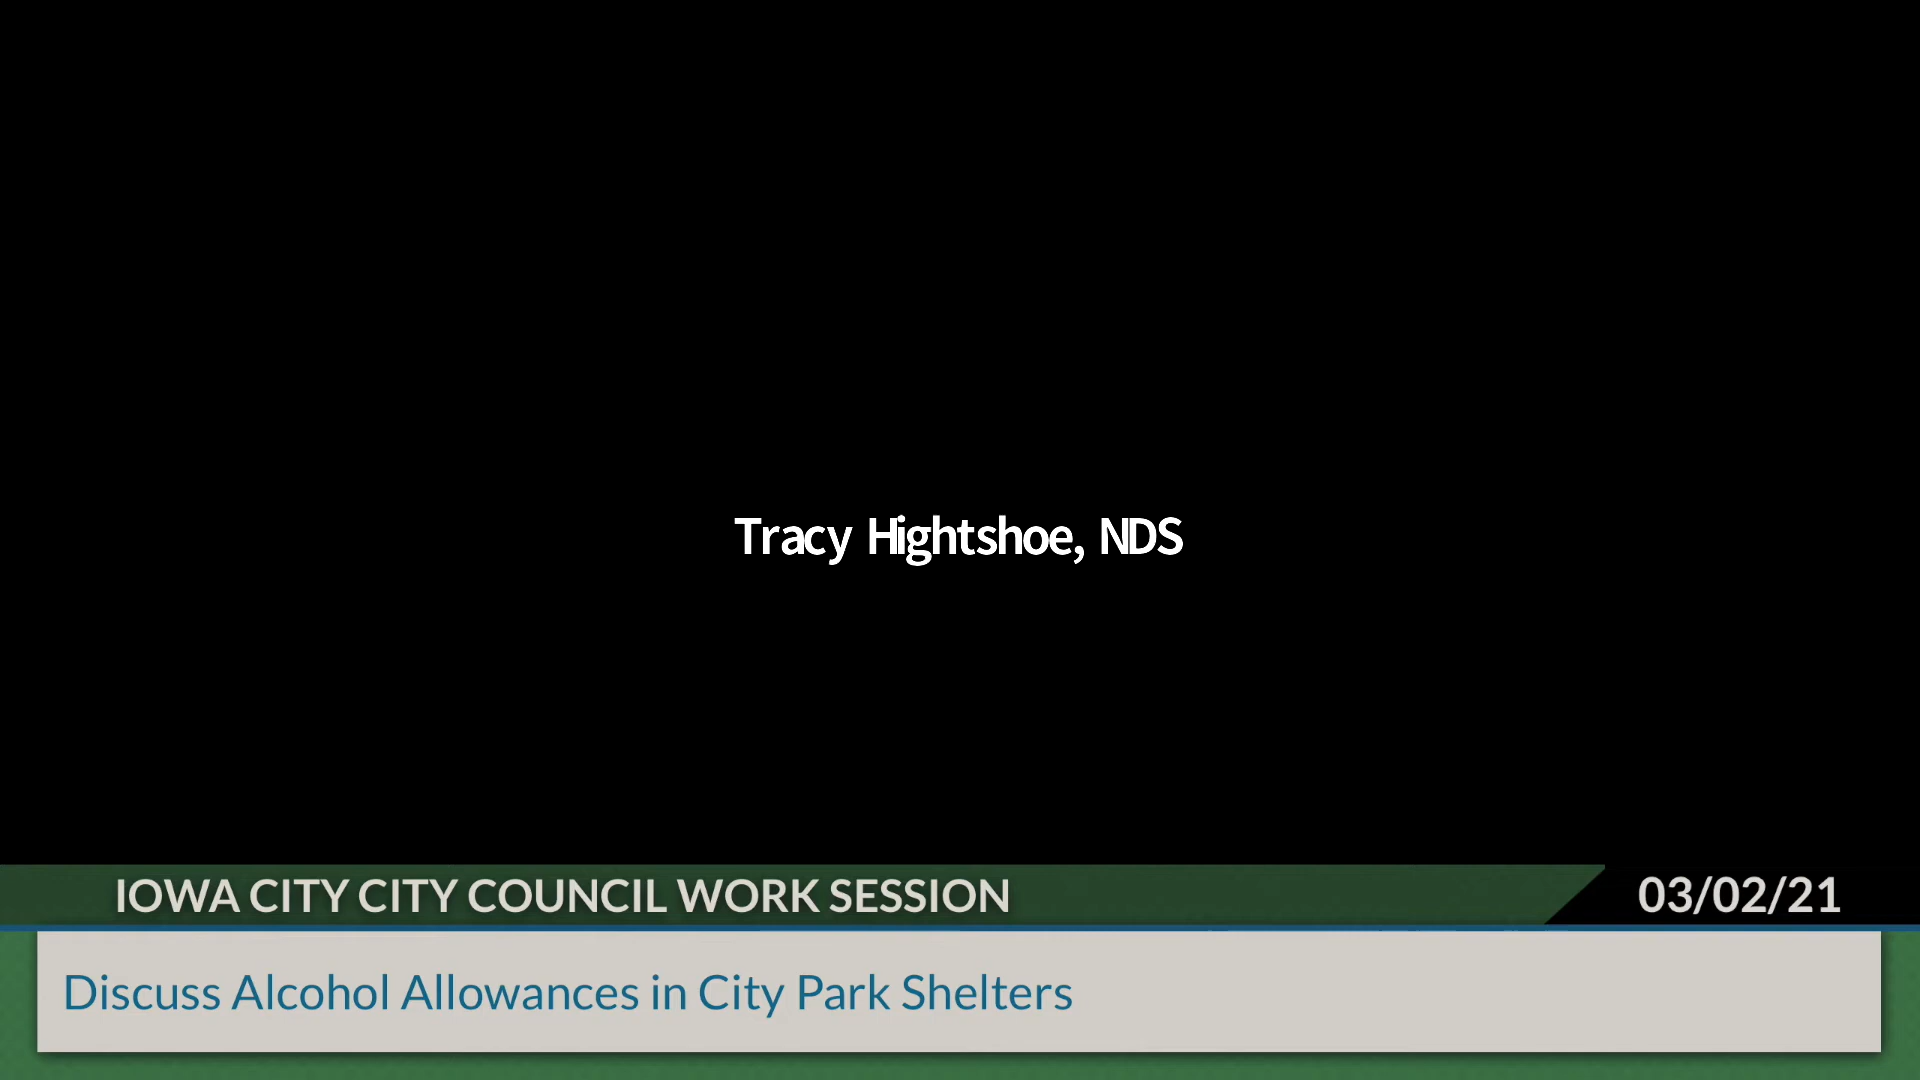 Tracy Hightshoe, NDS
IOWA CITY CITY COUNCIL WORK SESSION
03/02/21
Discuss Alcohol Allowances in City Park Shelters